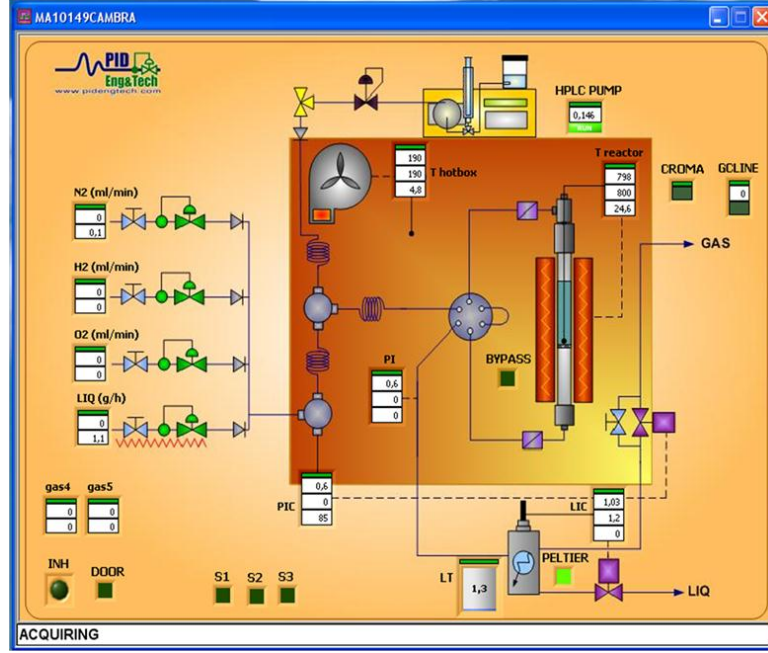 MA10149CAMBRA
PID
Eng&Tech
www.pidengtech.com
HPLC PUMP
0,146
RUN
T reactor
798
800
24,6
CROMA
GCLINE
0
190
190
4,8
T hotbox
N2 (ml/min)
0
0,1
GAS
H2 (ml/min)
0
0
O2 (ml/min)
0
0
PI
0,6
0
0
BYPASS
LIQ (g/h)
0
1,1
gas4
gas5
0
0
0
0
PIC
0,6
0
85
LIC
1,03
1,2
0
INH
DOOR
S1
S2
S3
LT
1,3
PELTIER
LIQ
ACQUIRING